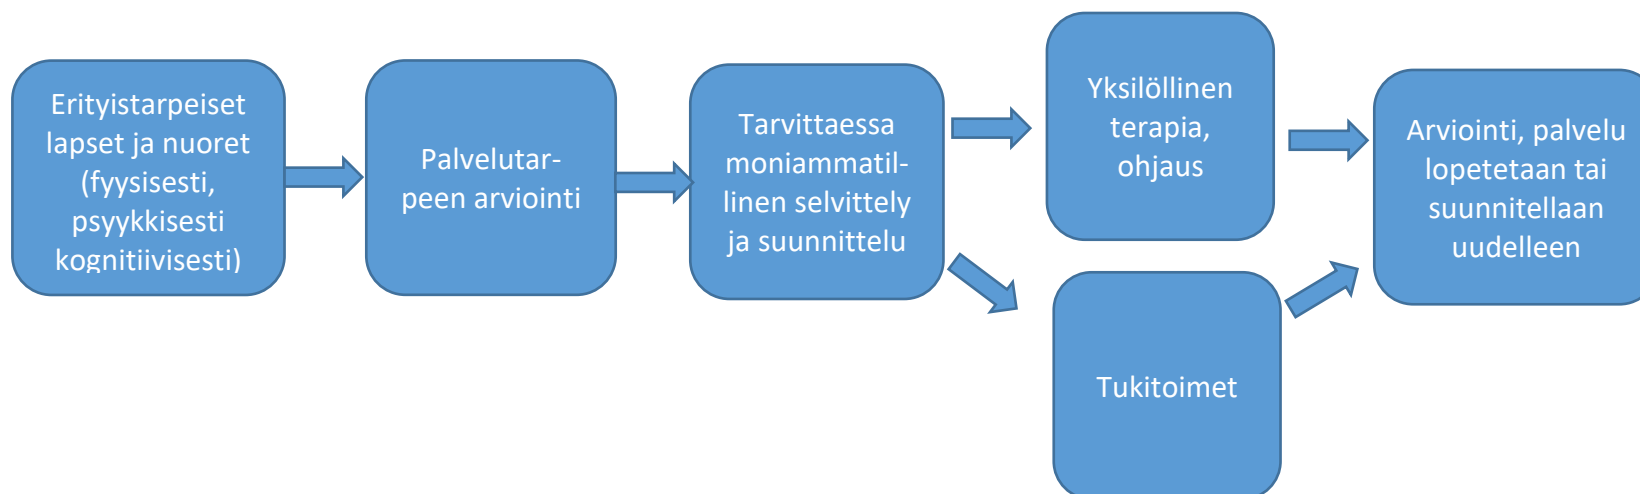 Erityistarpeiset
lapset ja nuoret
(fyysisesti,
psyykkisesti
kognitiivisesti)
Palvelutar-
peen arviointi
Tarvittaessa
moniammatil-
linen selvittely
ja suunnittelu
Yksilöllinen
terapia,
ohjaus
Tukitoimet
Arviointi, palvelu
lopetetaan tai
suunnitellaan
uudelleen